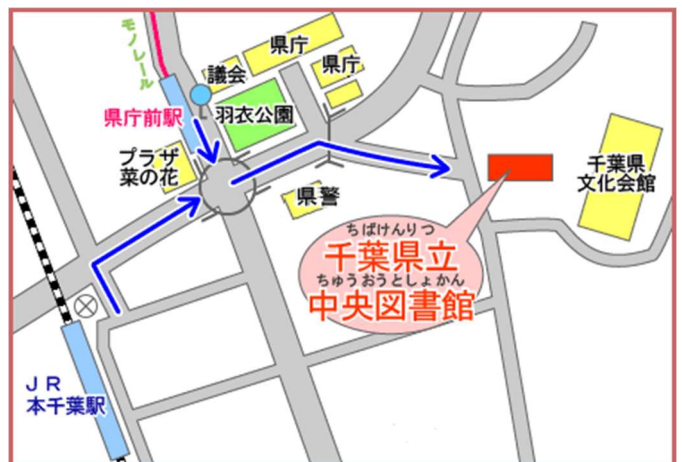 モノレール
県庁
議会
県庁
県庁前駅
羽衣公園
プラザ
菜の花
千葉県
文化会館
県警
ちばけんりつ
千葉県立
ちゅうおうとしょかん
中央図書館
ＪＲ
本千葉駅